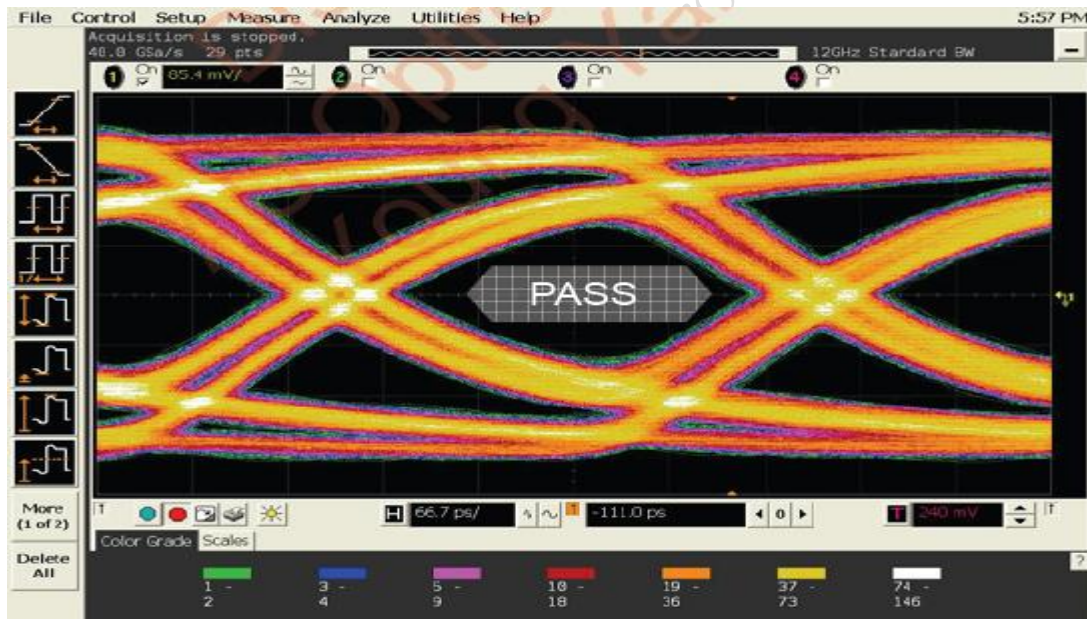 File Control Setup Measure Analyze Utilities Help 5:57 PM
Acquisition is stopped.
40.0 GSa/s 29 pts 12GHz Standard BW
1 On 85.4 mV/ 2 On 3 On 4 On
PASS
More
(1 of 2)
Delete
All
H 66.7 ps/ -111.0 ps 0 T 240 mV
Color Grade Scales
?
1 - 3 - 5 - 10 - 19 - 37 - 74 -
2 4 9 18 36 73 146